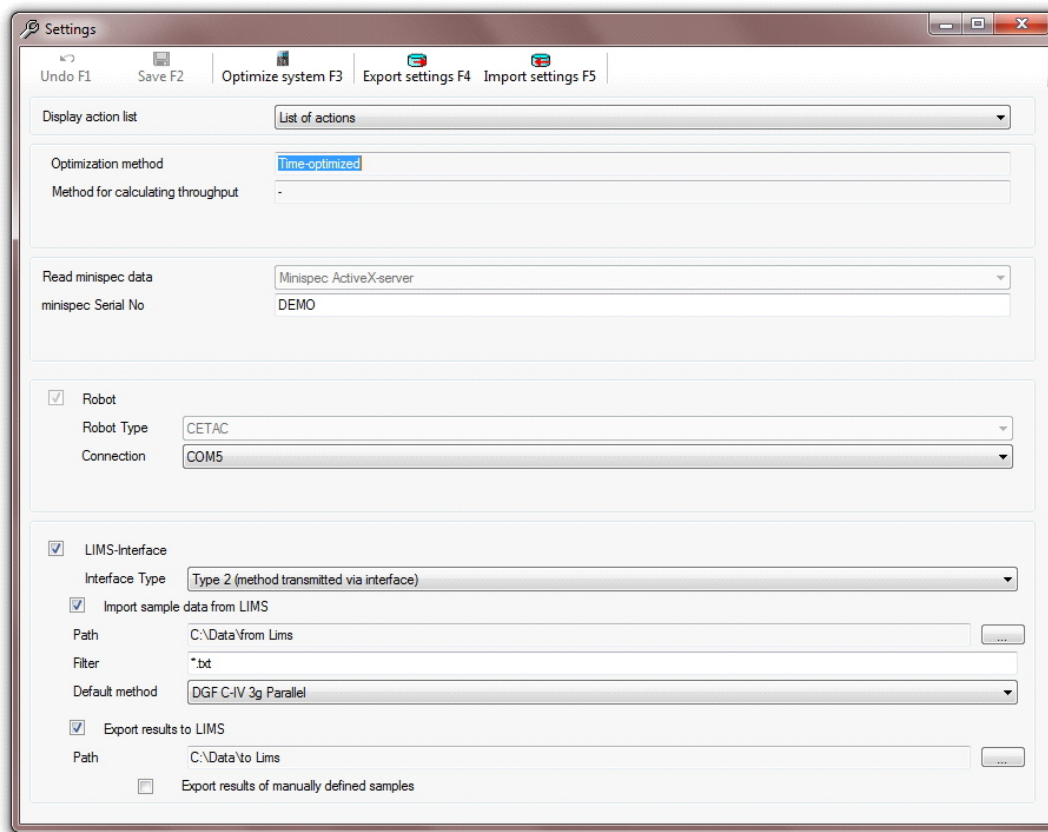 Settings
Undo F1 Save F2 Optimize system F3 Export settings F4 Import settings F5
Display action list List of actions
Optimization method Time-optimized
Method for calculating throughput -
Read minispec data Minispec ActiveX-server
minispec Serial No DEMO
Robot
Robot Type CETAC
Connection COM5
LIMS-Interface
Interface Type Type 2 (method transmitted via interface)
Import sample data from LIMS
Path C:\Data\from Lims ...
Filter *.txt
Default method DGF C-IV 3g Parallel
Export results to LIMS
Path C:\Data\to Lims ...
Export results of manually defined samples